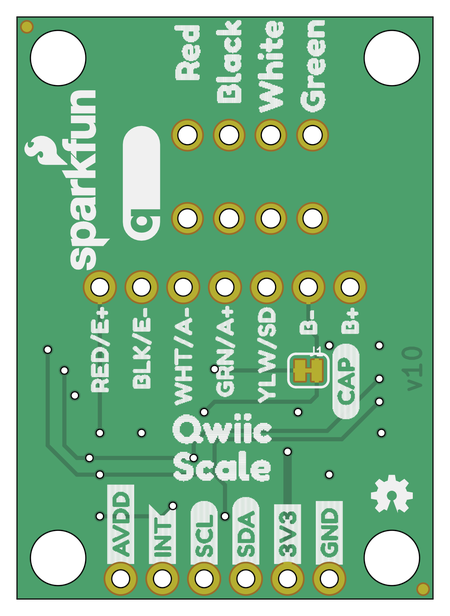 Red
Black
White
Green
sparkfun
q
RED/E+
BLK/E-
WHT/A-
GRN/A+
YLW/SD
B-
B+
CAP
v10
Qwiic
Scale
AVDD
INT
SCL
SDA
3V3
GND